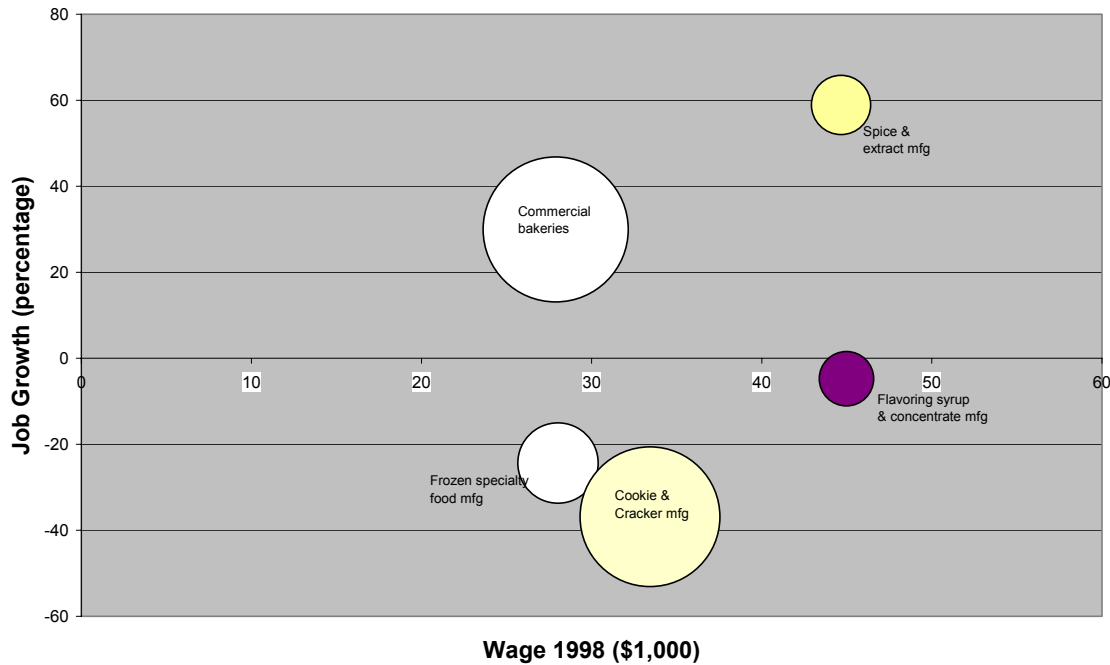 80
60
Spice &
extract mfg
40
Commercial
bakeries
20
0
0 10 20 30 40 50 60
Flavoring syrup
& concentrate mfg
-20
Frozen specialty
food mfg
Cookie &
Cracker mfg
-40
-60
Job Growth (percentage)
Wage 1998 ($1,000)